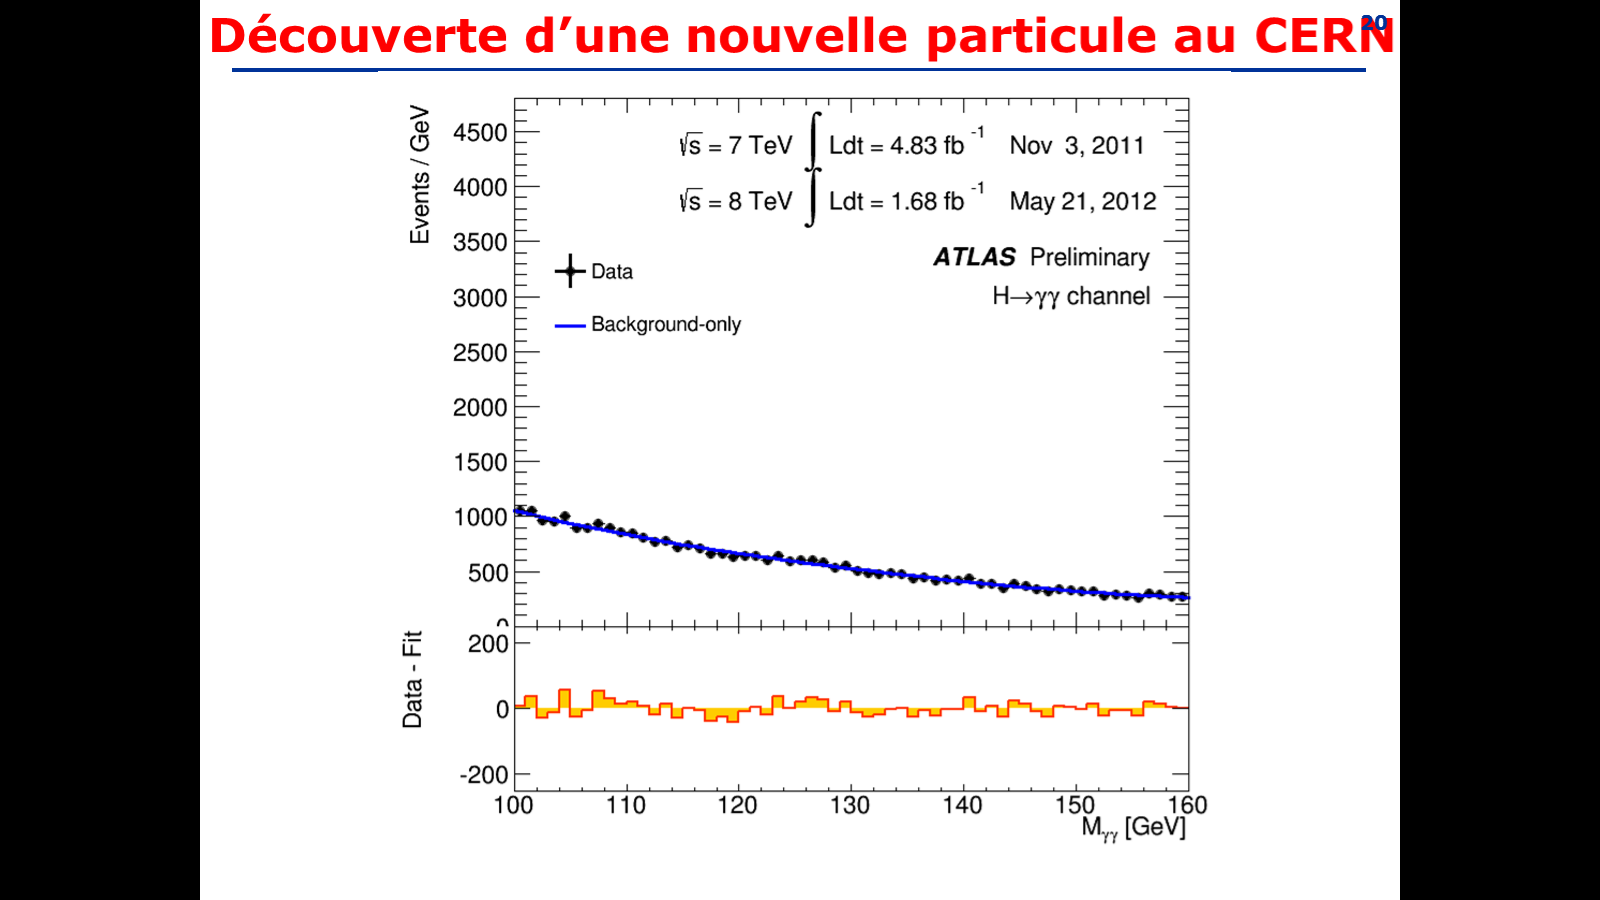 Découverte d’une nouvelle particule au CERN
20
Events / GeV
4500
4000
3500
3000
2500
2000
1500
1000
500
0
√s = 7 TeV ∫ Ldt = 4.83 fb⁻¹ Nov 3, 2011
√s = 8 TeV ∫ Ldt = 1.68 fb⁻¹ May 21, 2012
ATLAS Preliminary
H→γγ channel
Data
Background-only
Data - Fit
200
0
-200
100 110 120 130 140 150 160
Mγγ [GeV]